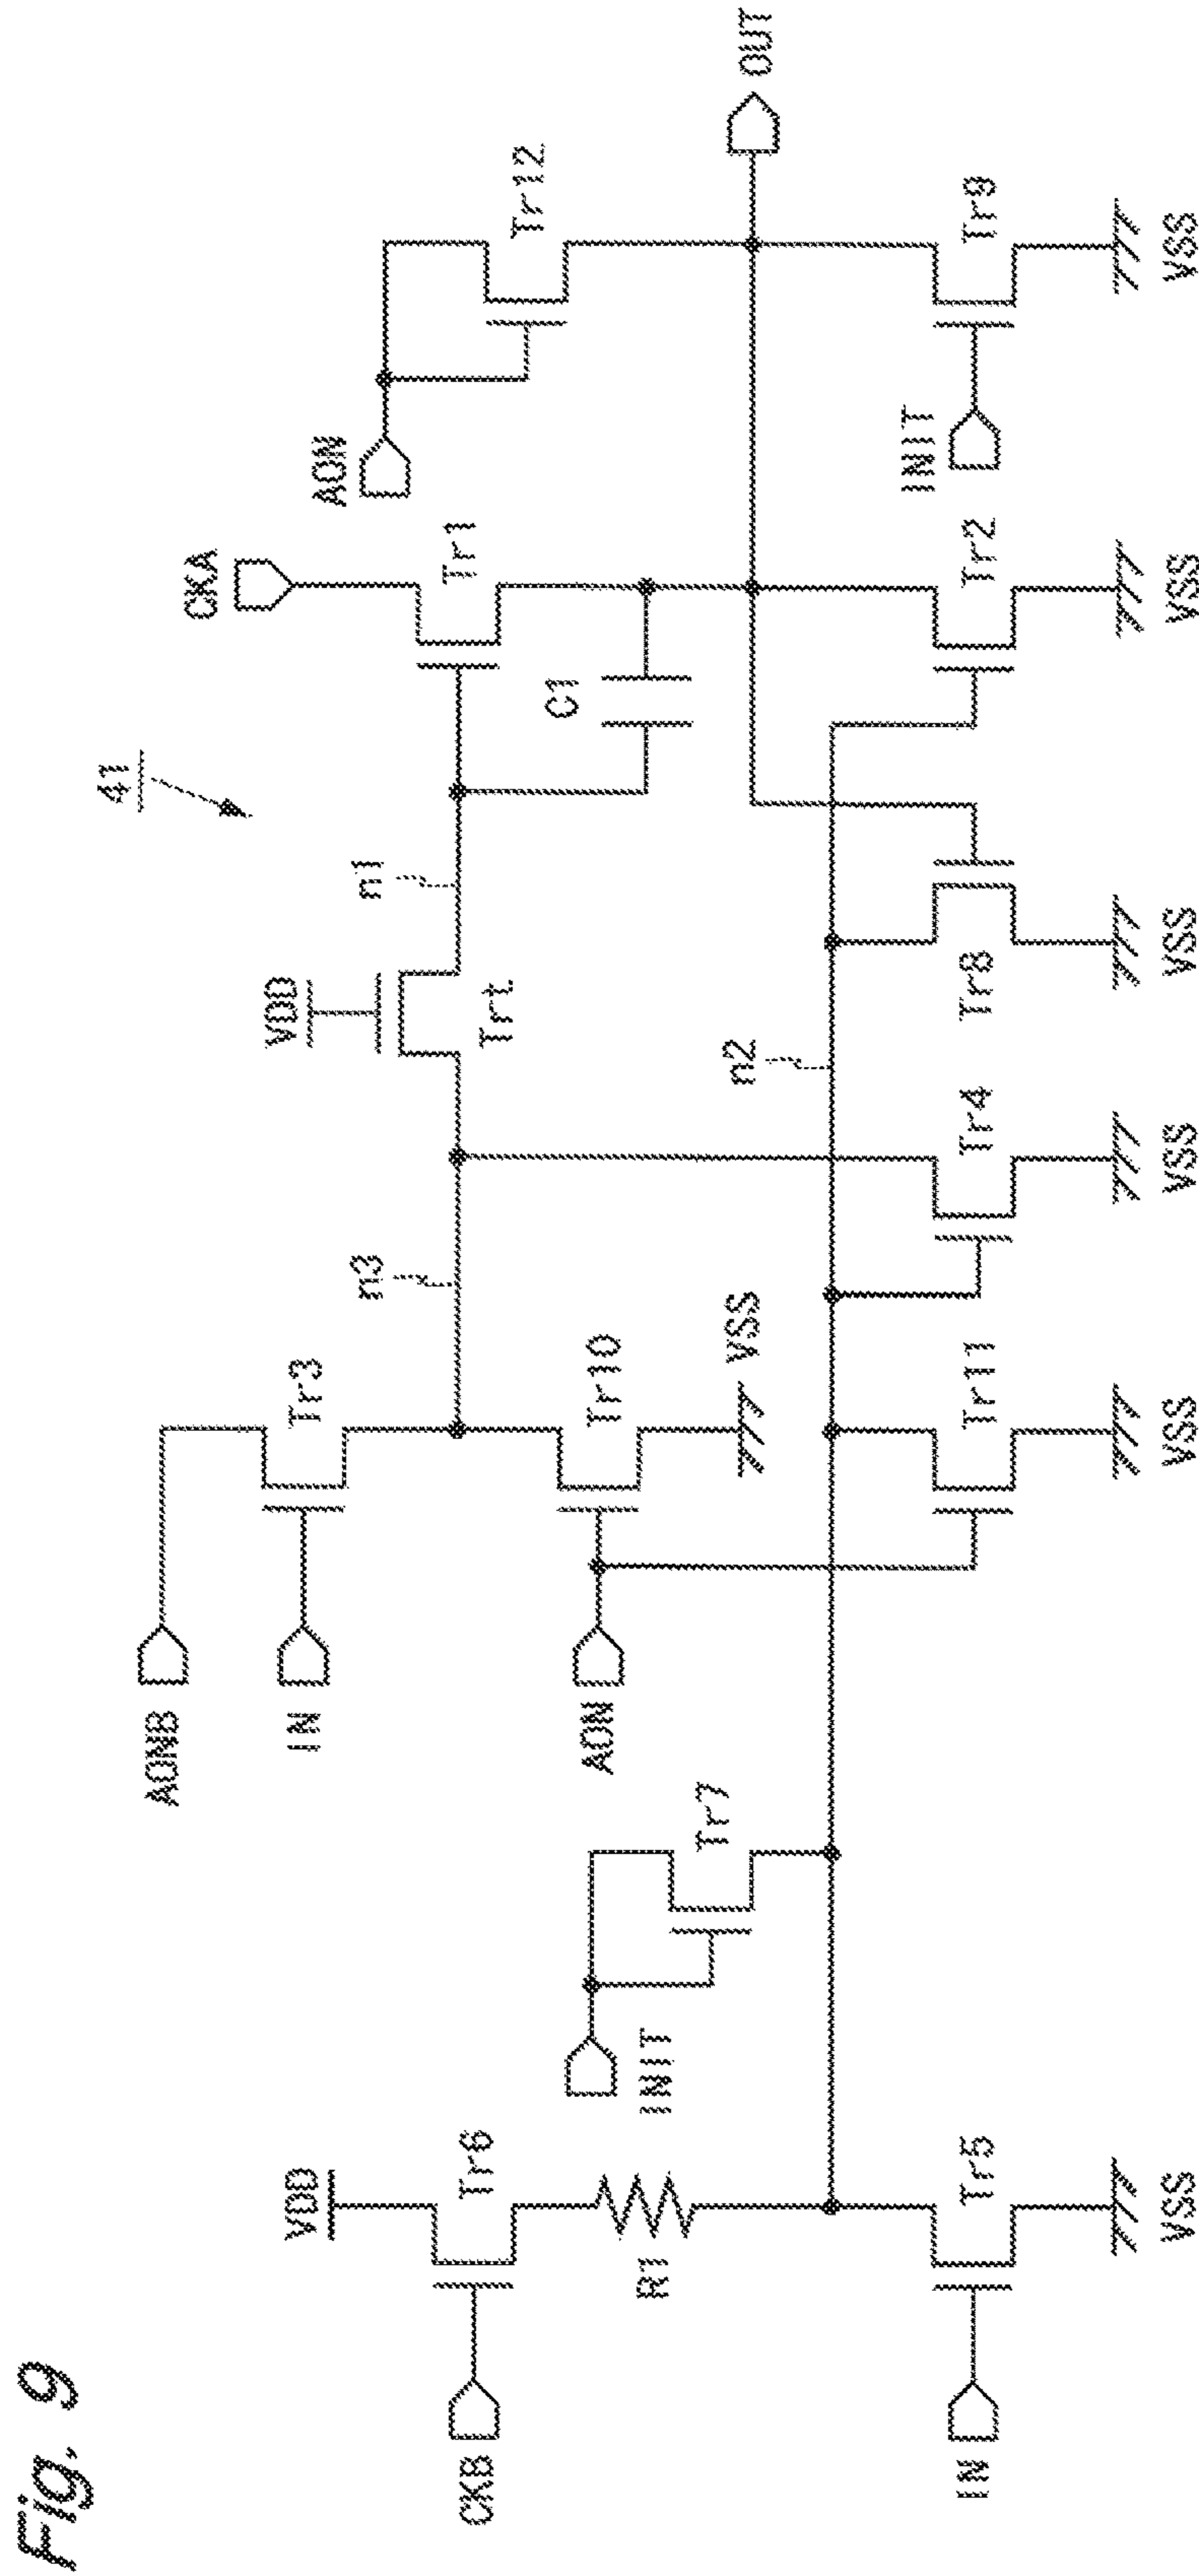 Fig. 9
41
CKA
AON
Tr12
OUT
Tr1
C1
n1
VDD
Trt
n3
AONB
Tr3
IN
AON
Tr10
VSS
INIT
Tr7
VDD
Tr6
CKB
R1
n2
IN
Tr5
VSS
Tr11
VSS
Tr4
VSS
Tr8
VSS
Tr2
VSS
INIT
Tr9
VSS